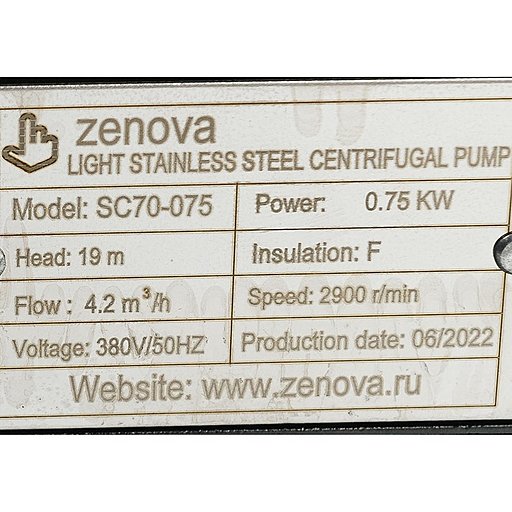 zenova
LIGHT STAINLESS STEEL CENTRIFUGAL PUMP
Model: SC70-075 Power: 0.75 KW
Head: 19 m Insulation: F
Flow : 4.2 m³/h Speed: 2900 r/min
Voltage: 380V/50HZ Production date: 06/2022
Website: www.zenova.ru